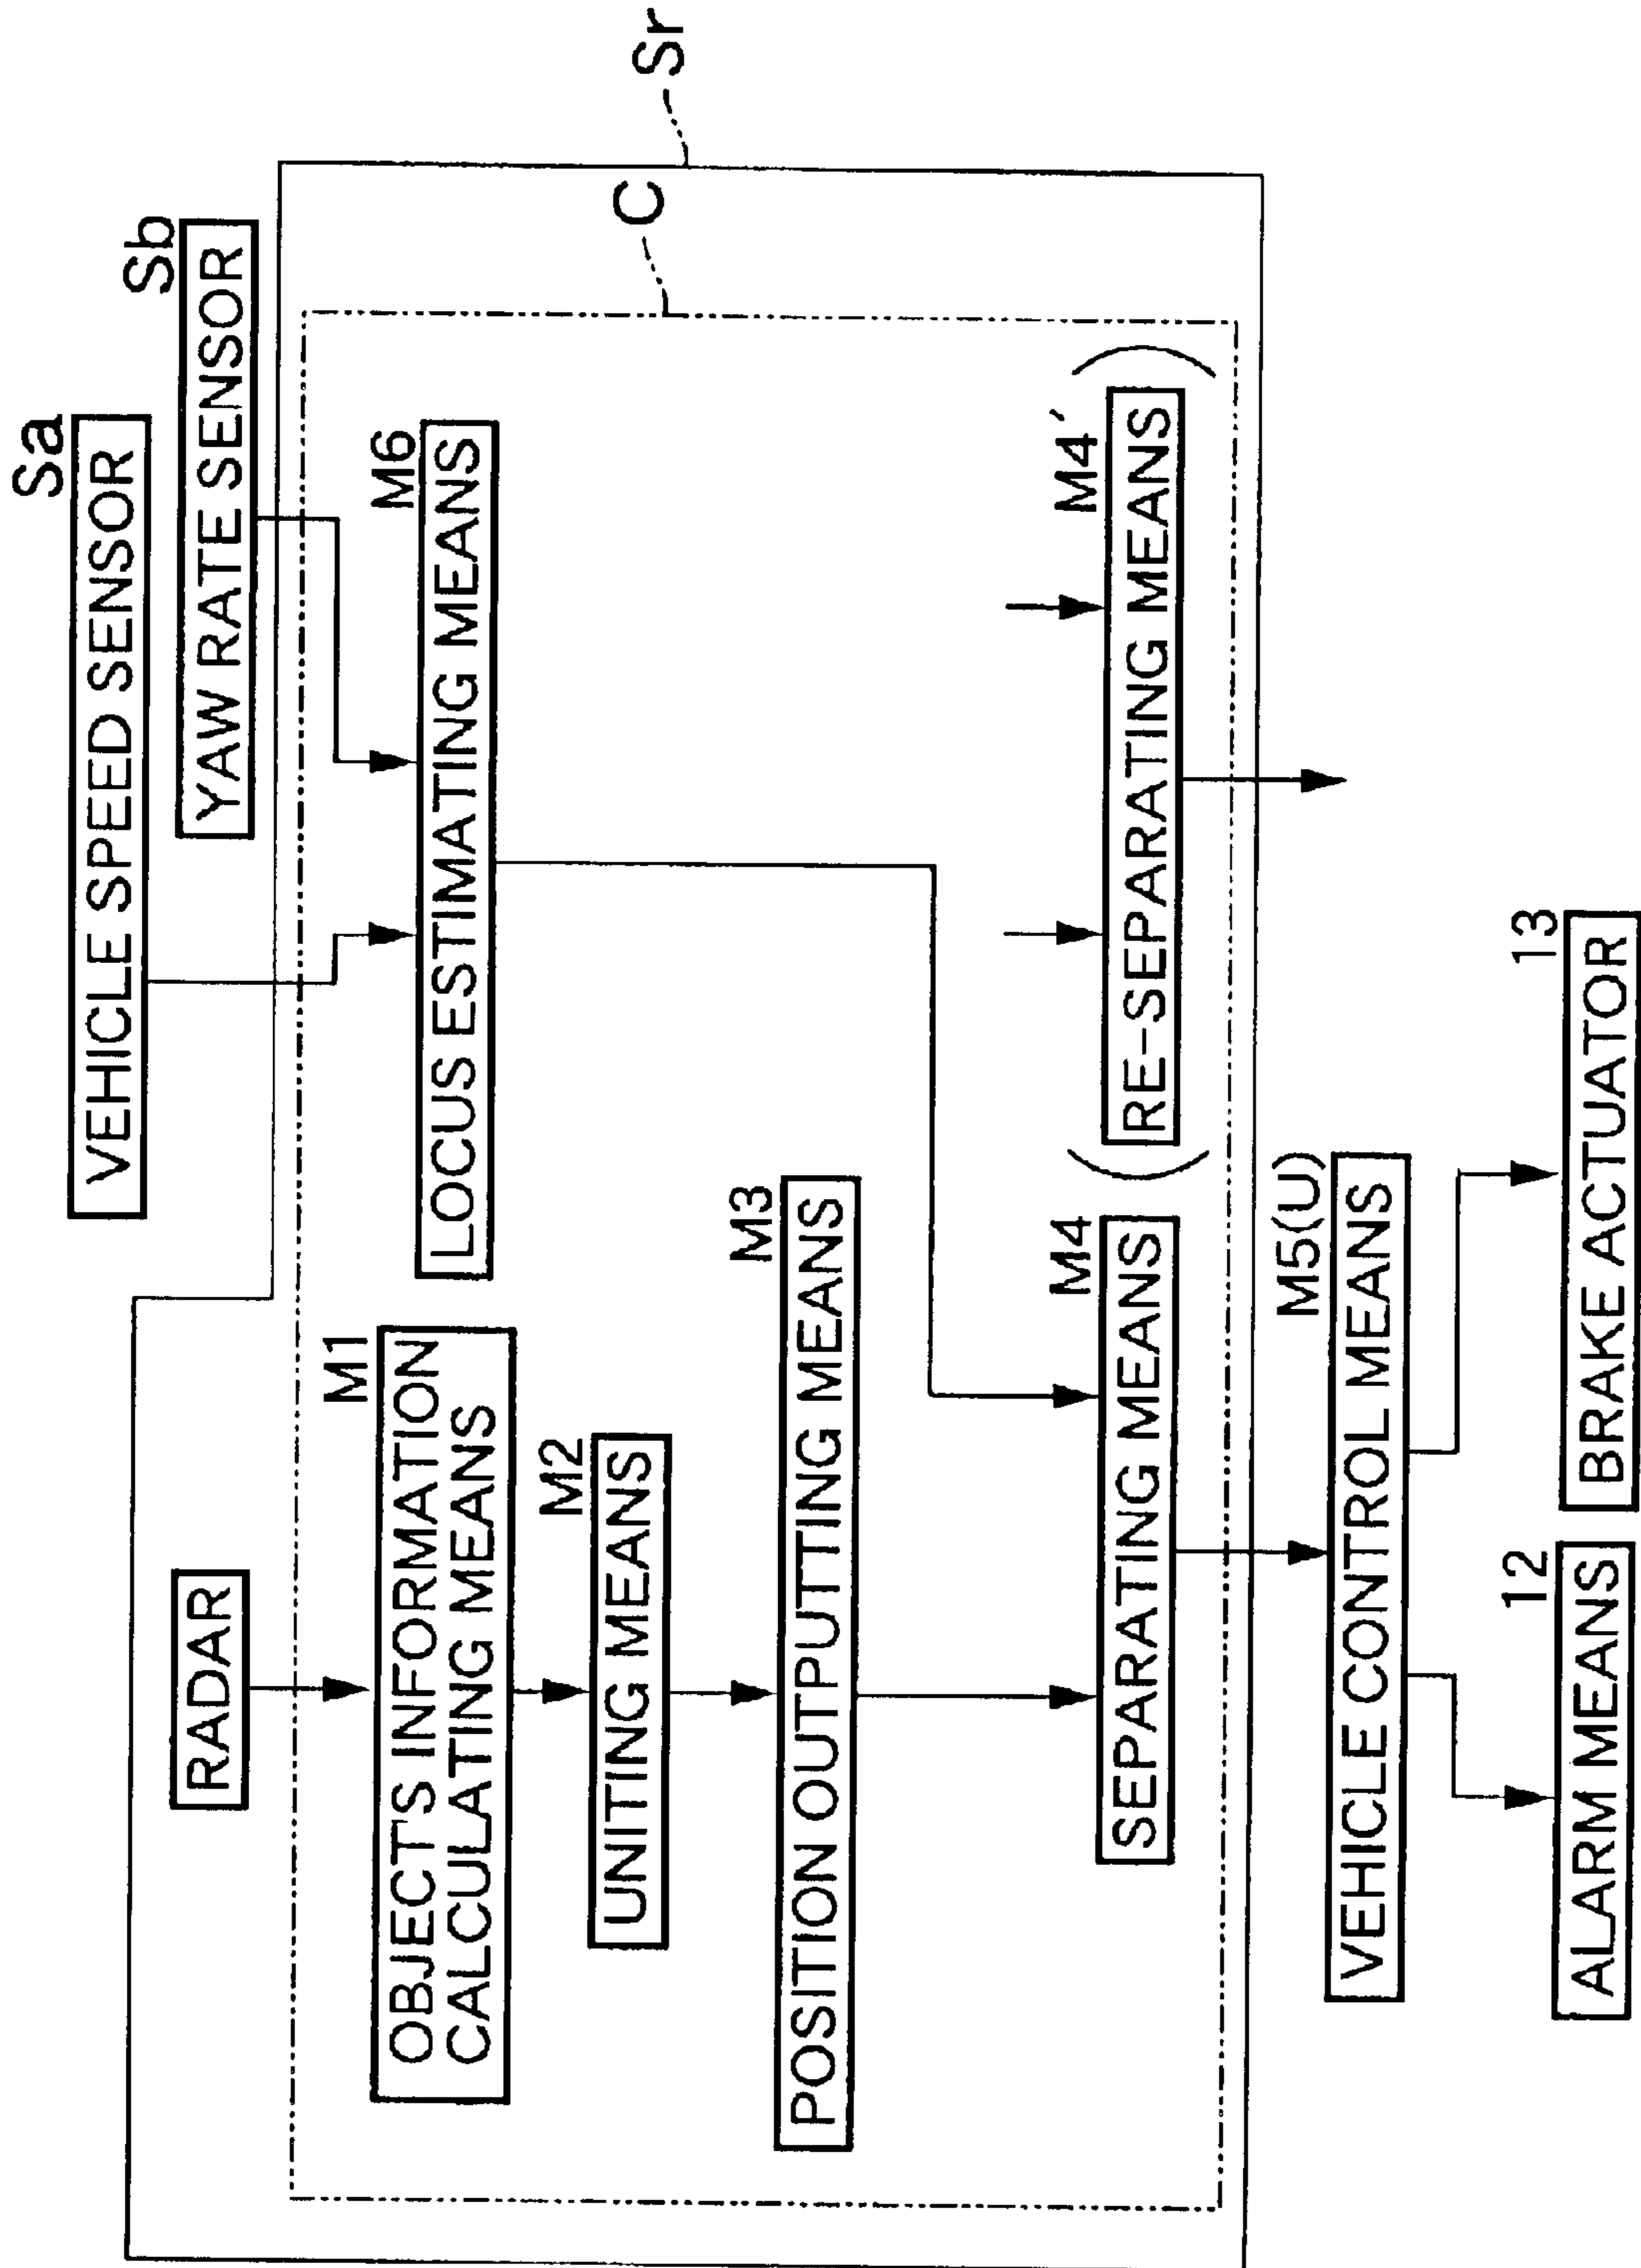 Sa
VEHICLE SPEED SENSOR
Sb
YAW RATE SENSOR
Sr
C
RADAR
M1
OBJECT'S INFORMATION
CALCULATING MEANS
M6
LOCUS ESTIMATING MEANS
M2
UNITING MEANS
M3
POSITION OUTPUTTING MEANS
M4
SEPARATING MEANS
M4'
(RE-SEPARATING MEANS)
M5(U)
VEHICLE CONTROL MEANS
12
ALARM MEANS
13
BRAKE ACTUATOR